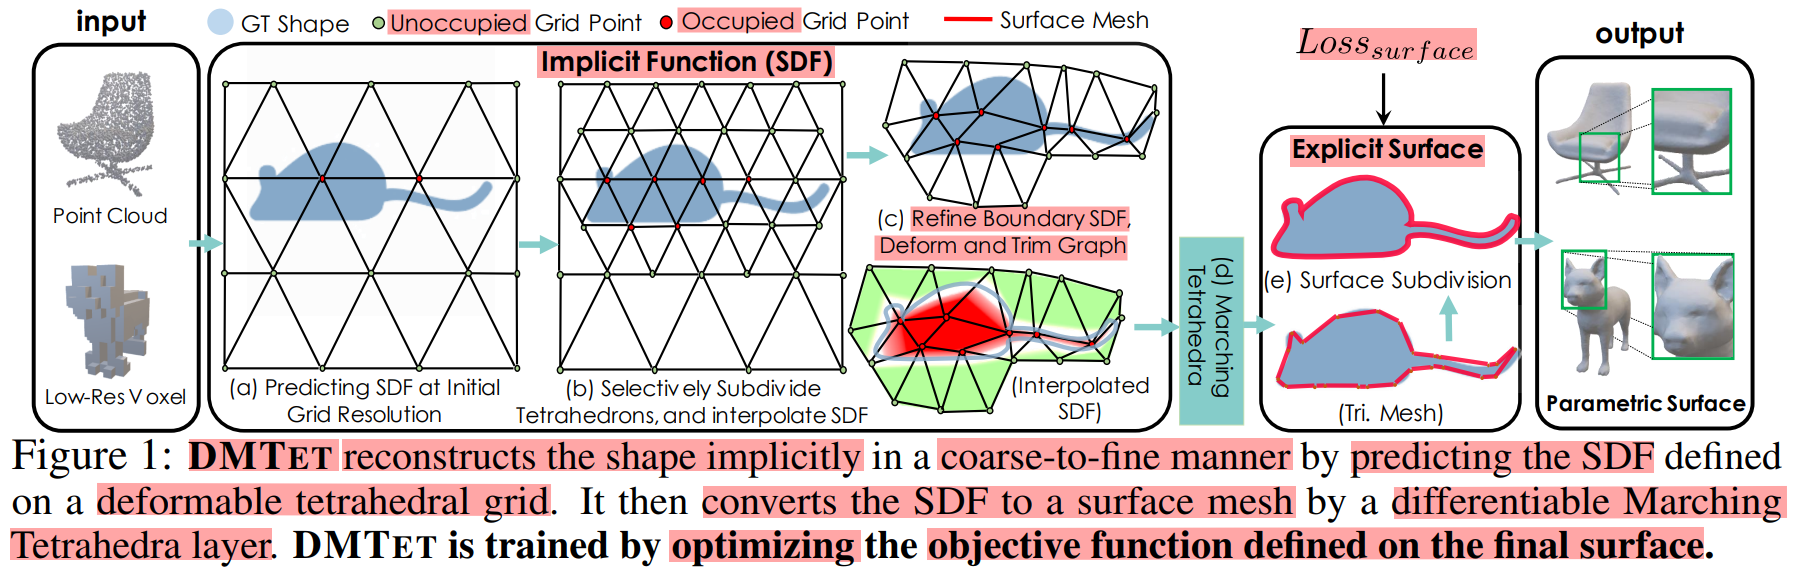 input
GT Shape
Unoccupied Grid Point
Occupied Grid Point
Surface Mesh
Point Cloud
Low-Res Voxel
Implicit Function (SDF)
(a) Predicting SDF at Initial
Grid Resolution
(b) Selectively Subdivide
Tetrahedrons, and interpolate SDF
(c) Refine Boundary SDF,
Deform and Trim Graph
(Interpolated
SDF)
(d) Marching
Tetrahedra
Loss_{surface}
Explicit Surface
(e) Surface Subdivision
(Tri. Mesh)
output
Parametric Surface
Figure 1: DMTET reconstructs the shape implicitly in a coarse-to-fine manner by predicting the SDF defined
on a deformable tetrahedral grid. It then converts the SDF to a surface mesh by a differentiable Marching
Tetrahedra layer. DMTET is trained by optimizing the objective function defined on the final surface.